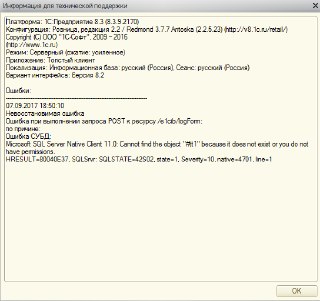 Информация для технической поддержки
Платформа: 1С:Предприятие 8.3 (8.3.9.2170)
Конфигурация: Розница, редакция 2.2 / Redmond 3.7.7 Antoska (2.2.5.23) (http://v8.1c.ru/retail/)
Copyright (С) ООО "1С-Софт", 2009 - 2016
(http://www.1c.ru)
Режим: Серверный (сжатие: усиленное)
Приложение: Толстый клиент
Локализация: Информационная база: русский (Россия), Сеанс: русский (Россия)
Вариант интерфейса: Версия 8.2
Ошибки:
--------------------------------------------------------------------------------
07.09.2017 18:50:10
Невосстановимая ошибка
Ошибка при выполнении запроса POST к ресурсу /e1cib/logForm:
по причине:
Ошибка СУБД:
Microsoft SQL Server Native Client 11.0: Cannot find the object "#tt1" because it does not exist or you do not
have permissions.
HRESULT=80040E37, SQLSrvr: SQLSTATE=42S02, state=1, Severity=10, native=4701, line=1
OK